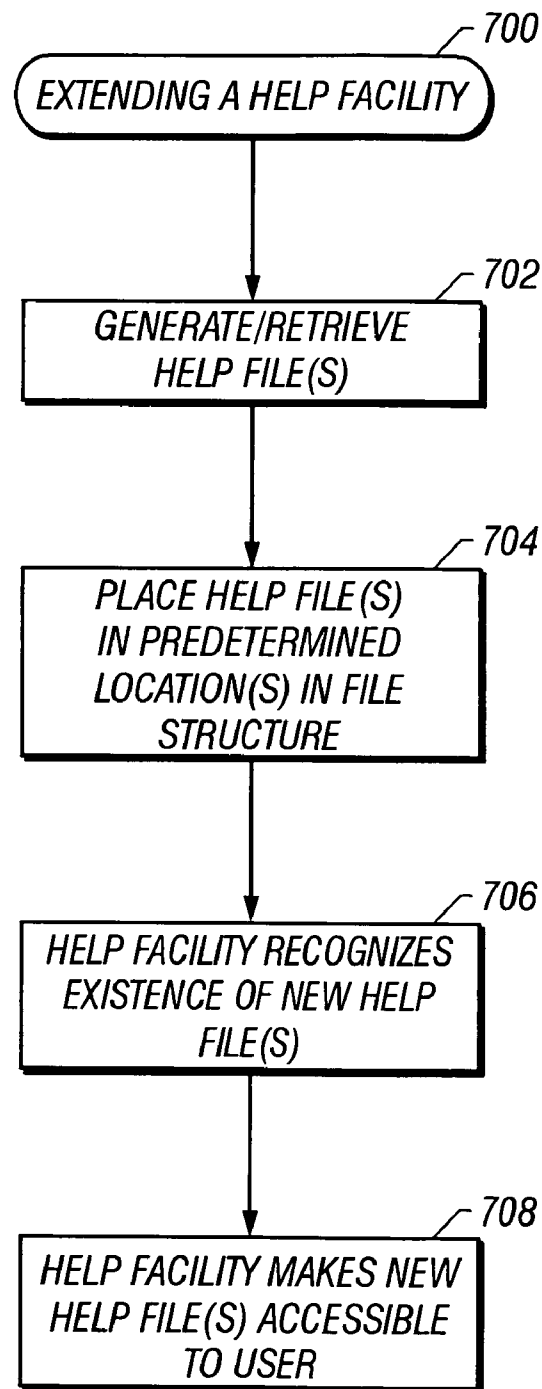 700
EXTENDING A HELP FACILITY
702
GENERATE/RETRIEVE
HELP FILE(S)
704
PLACE HELP FILE(S)
IN PREDETERMINED
LOCATION(S) IN FILE
STRUCTURE
706
HELP FACILITY RECOGNIZES
EXISTENCE OF NEW HELP
FILE(S)
708
HELP FACILITY MAKES NEW
HELP FILE(S) ACCESSIBLE
TO USER